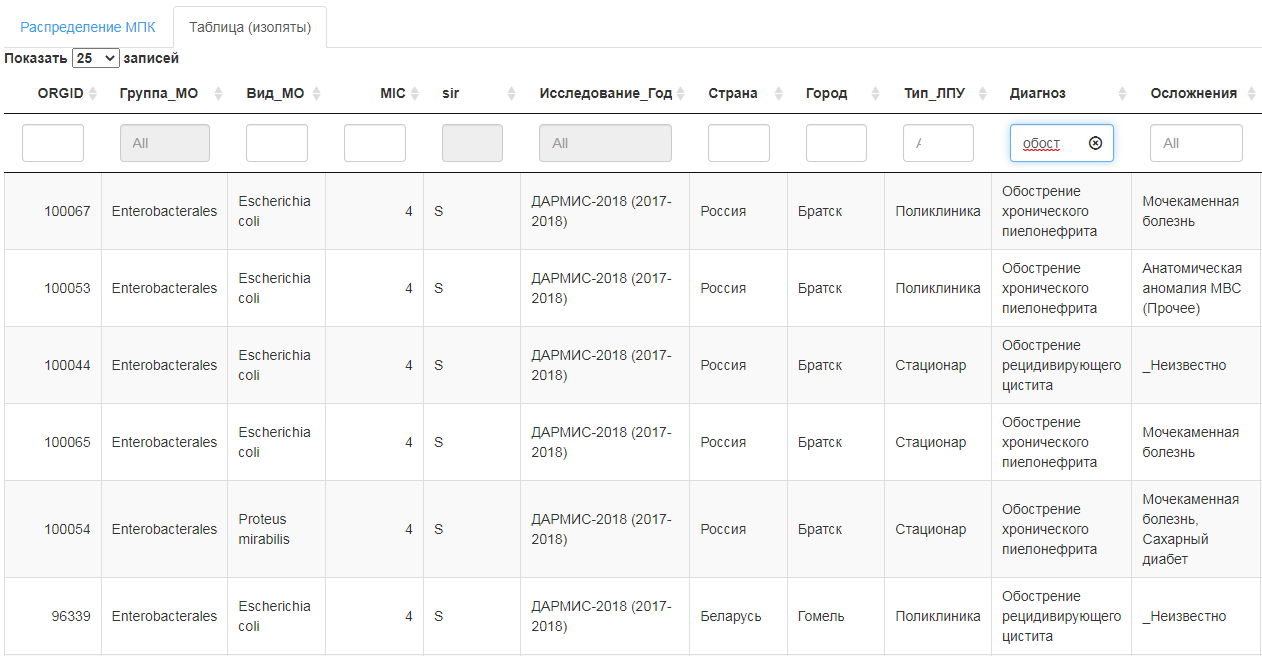 Распределение МПК Таблица (изоляты)
Показать 25 записей
ORGID Группа_МО Вид_МО MIC sir Исследование_Год Страна Город Тип_ЛПУ Диагноз Осложнения
All All обост All
100067 Enterobacterales Escherichia coli 4 S ДАРМИС-2018 (2017-2018) Россия Братск Поликлиника Обострение хронического пиелонефрита Мочекаменная болезнь
100053 Enterobacterales Escherichia coli 4 S ДАРМИС-2018 (2017-2018) Россия Братск Поликлиника Обострение хронического пиелонефрита Анатомическая аномалия МВС (Прочее)
100044 Enterobacterales Escherichia coli 4 S ДАРМИС-2018 (2017-2018) Россия Братск Стационар Обострение рецидивирующего цистита _Неизвестно
100065 Enterobacterales Escherichia coli 4 S ДАРМИС-2018 (2017-2018) Россия Братск Стационар Обострение хронического пиелонефрита Мочекаменная болезнь
100054 Enterobacterales Proteus mirabilis 4 S ДАРМИС-2018 (2017-2018) Россия Братск Стационар Обострение хронического пиелонефрита Мочекаменная болезнь, Сахарный диабет
96339 Enterobacterales Escherichia coli 4 S ДАРМИС-2018 (2017-2018) Беларусь Гомель Поликлиника Обострение рецидивирующего цистита _Неизвестно